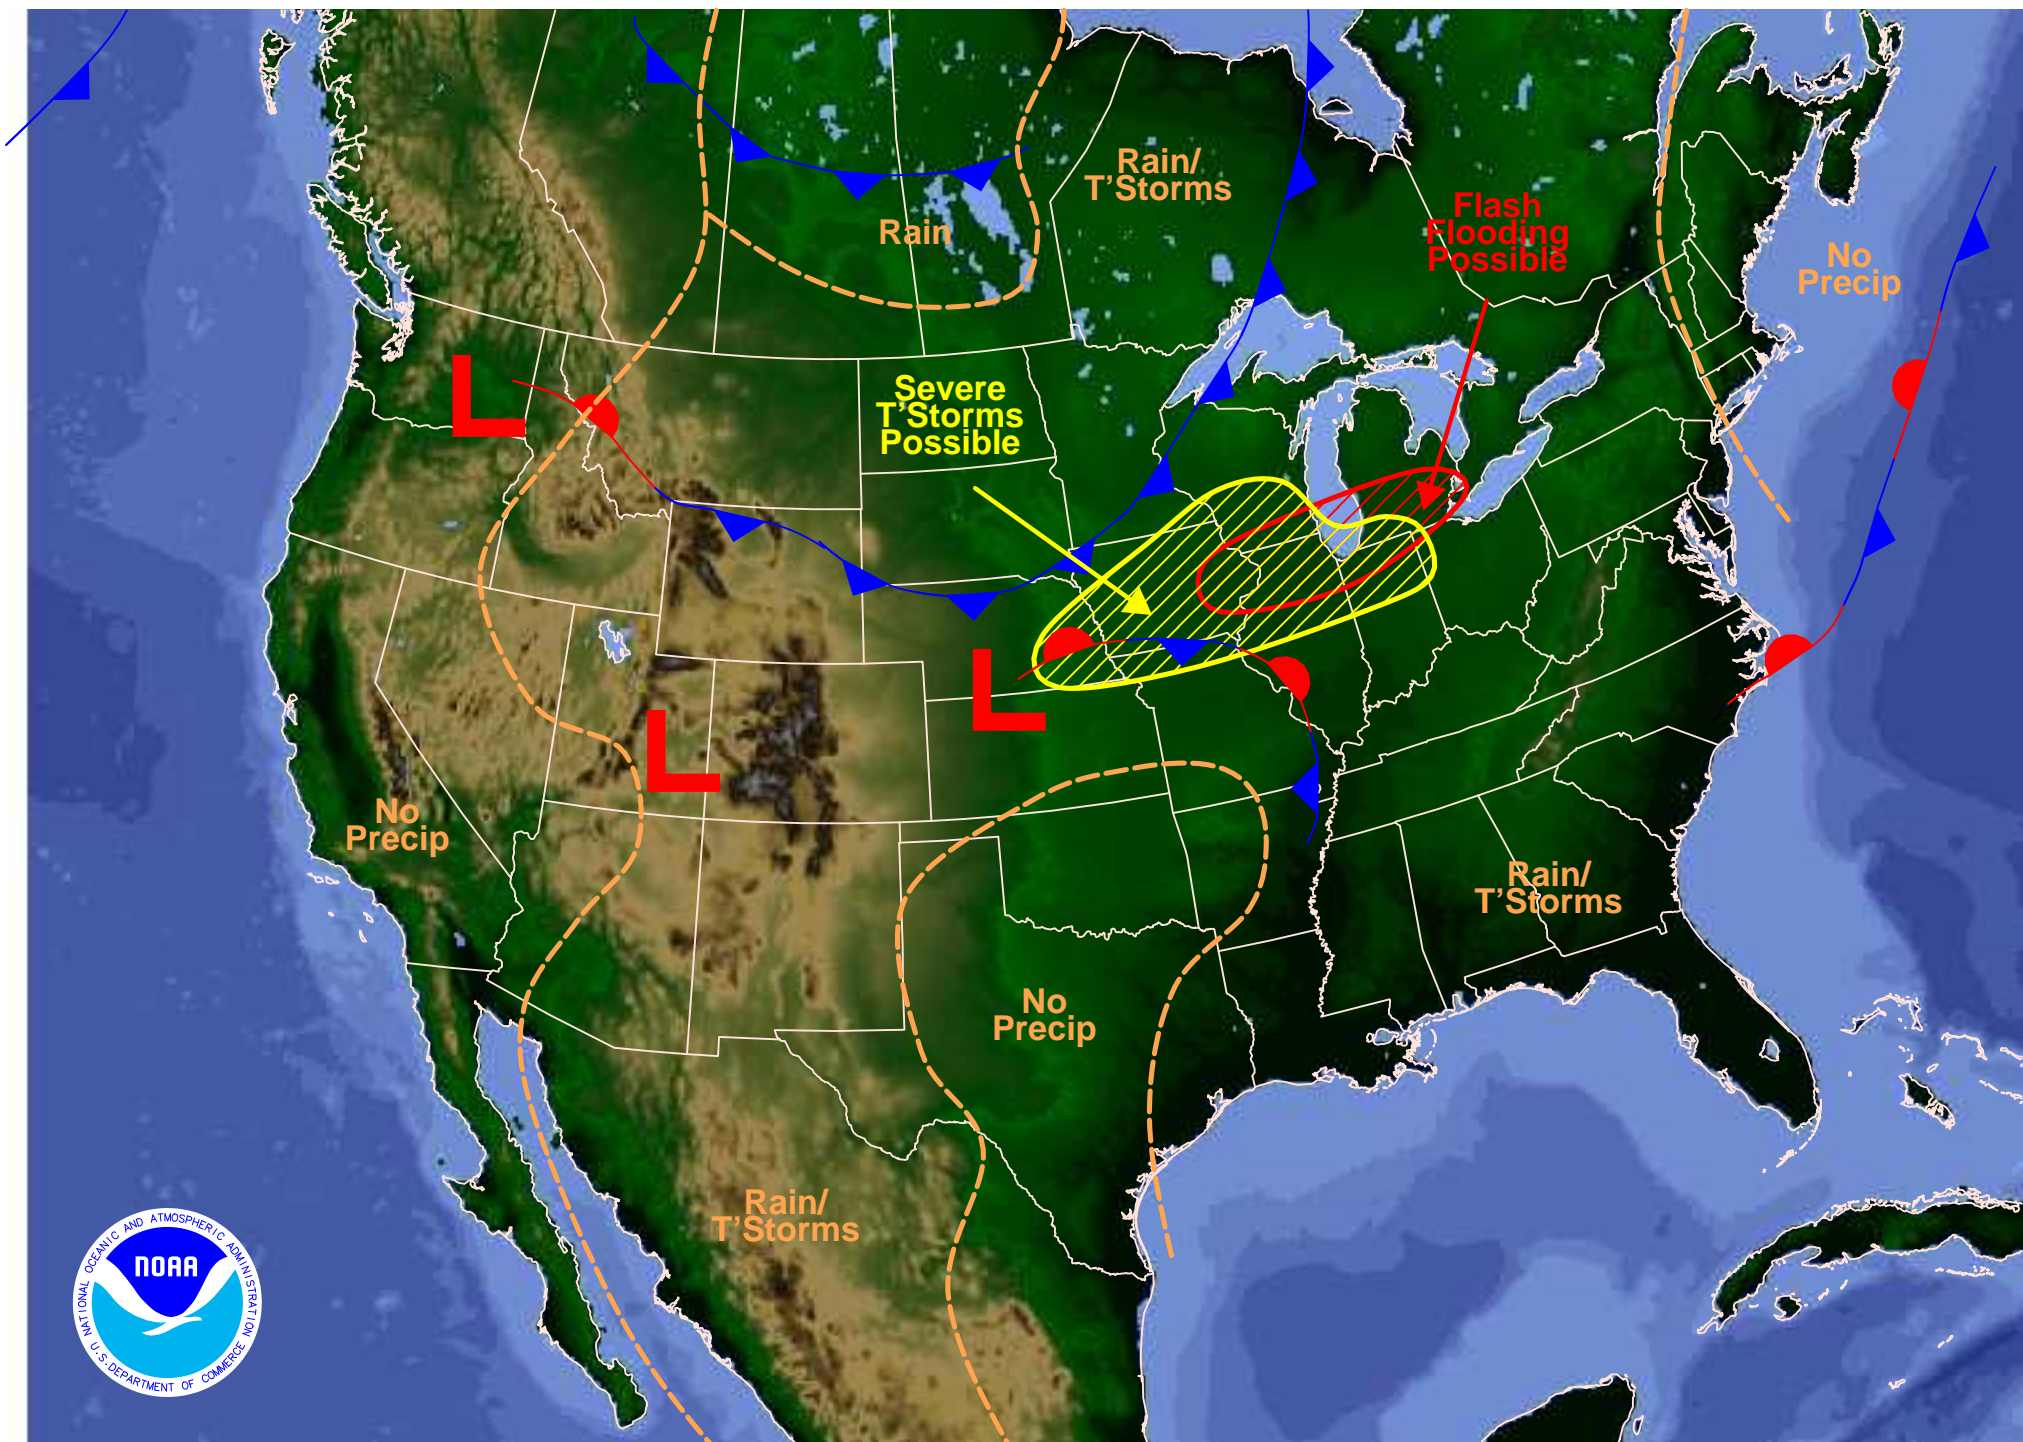 Rain/
T'Storms
Flash
Flooding
Possible
Rain
No
Precip
Severe
T'Storms
Possible
L
L
L
No
Precip
Rain/
T'Storms
No
Precip
Rain/
T'Storms
NATIONAL OCEANIC AND ATMOSPHERIC ADMINISTRATION
NOAA
U.S. DEPARTMENT OF COMMERCE